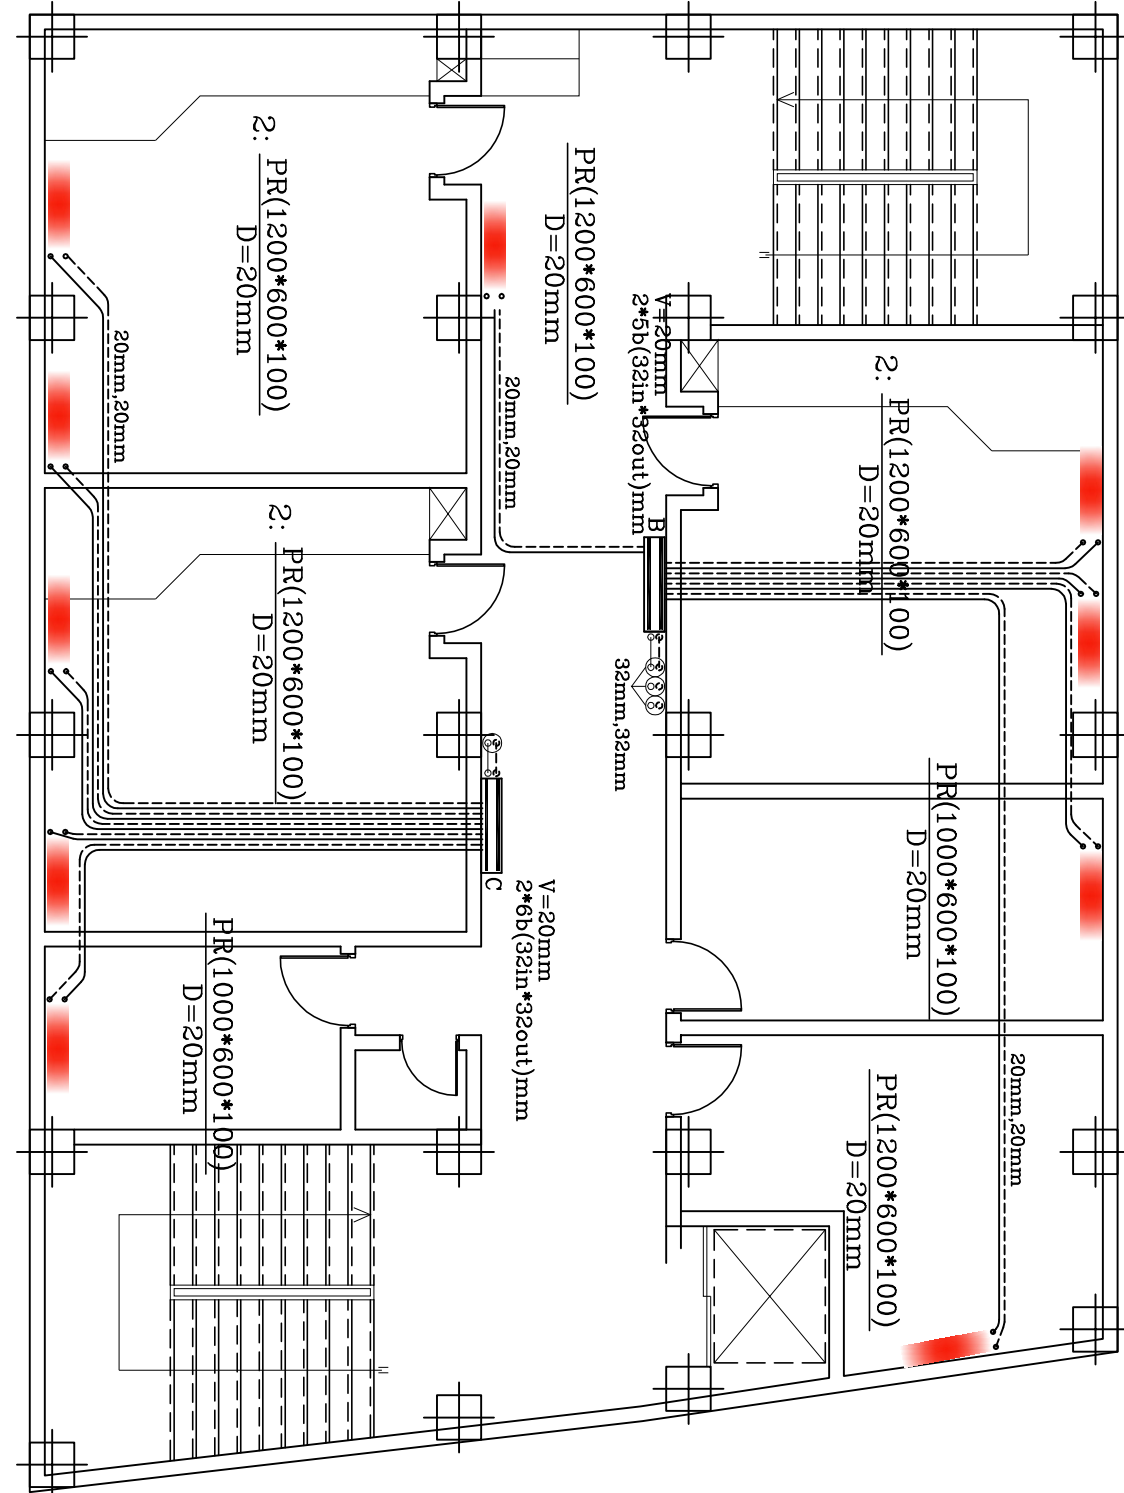 2: PR(1200*600*100)
D=20mm
PR(1200*600*100)
D=20mm
20mm,20mm
20mm,20mm
V=20mm
2*5b(32in*32out)mm
B
2: PR(1200*600*100)
D=20mm
2: PR(1200*600*100)
D=20mm
32mm,32mm
PR(1000*600*100)
D=20mm
C
V=20mm
2*6b(32in*32out)mm
PR(1000*600*100)
D=20mm
20mm,20mm
PR(1200*600*100)
D=20mm